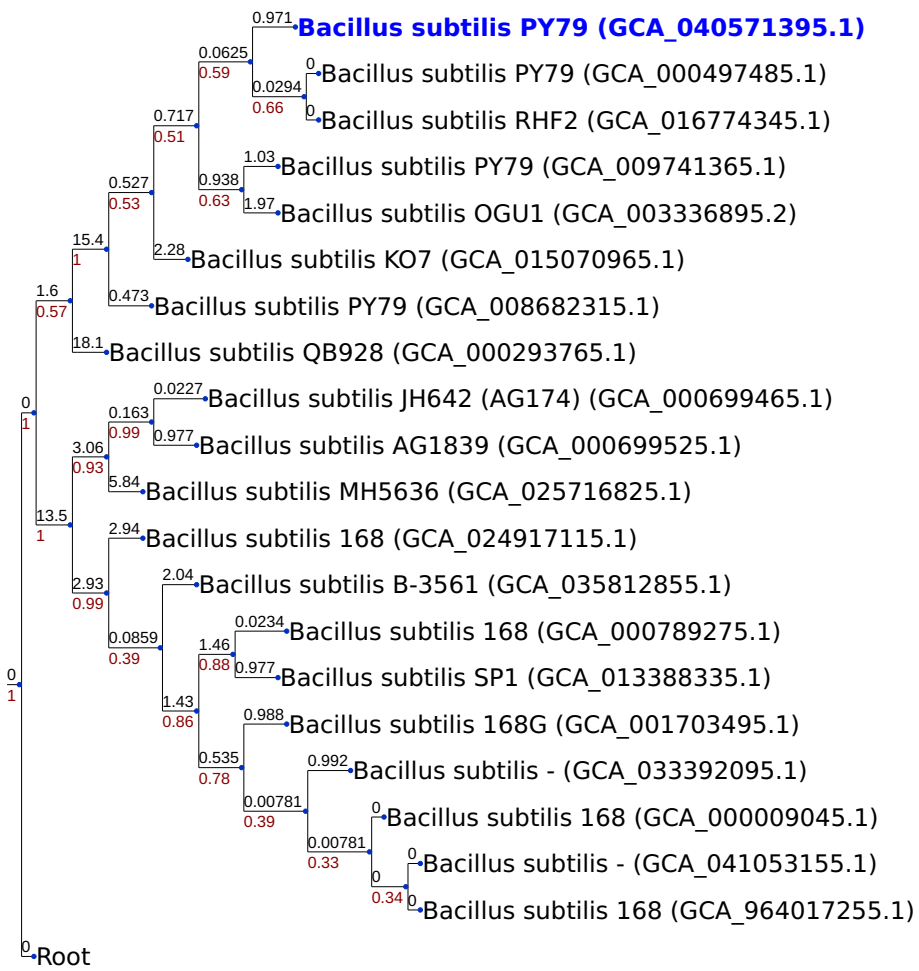 0.971
Bacillus subtilis PY79 (GCA_040571395.1)
0.0625
0.59
0
Bacillus subtilis PY79 (GCA_000497485.1)
0.0294
0.66
0
Bacillus subtilis RHF2 (GCA_016774345.1)
0.717
0.51
1.03
Bacillus subtilis PY79 (GCA_009741365.1)
0.938
0.63
1.97
Bacillus subtilis OGU1 (GCA_003336895.2)
0.527
0.53
2.28
Bacillus subtilis KO7 (GCA_015070965.1)
15.4
1
0.473
Bacillus subtilis PY79 (GCA_008682315.1)
1.6
0.57
18.1
Bacillus subtilis QB928 (GCA_000293765.1)
0.0227
Bacillus subtilis JH642 (AG174) (GCA_000699465.1)
0
1
0.163
0.99
0.977
Bacillus subtilis AG1839 (GCA_000699525.1)
3.06
0.93
5.84
Bacillus subtilis MH5636 (GCA_025716825.1)
13.5
1
2.94
Bacillus subtilis 168 (GCA_024917115.1)
2.93
0.99
2.04
Bacillus subtilis B-3561 (GCA_035812855.1)
0.0859
0.39
0.0234
Bacillus subtilis 168 (GCA_000789275.1)
1.46
0.88
0.977
Bacillus subtilis SP1 (GCA_013388335.1)
0
1
1.43
0.86
0.988
Bacillus subtilis 168G (GCA_001703495.1)
0.535
0.78
0.992
Bacillus subtilis - (GCA_033392095.1)
0.00781
0.39
0
Bacillus subtilis 168 (GCA_000009045.1)
0.00781
0.33
0
Bacillus subtilis - (GCA_041053155.1)
0
0.34
0
Bacillus subtilis 168 (GCA_964017255.1)
0
Root